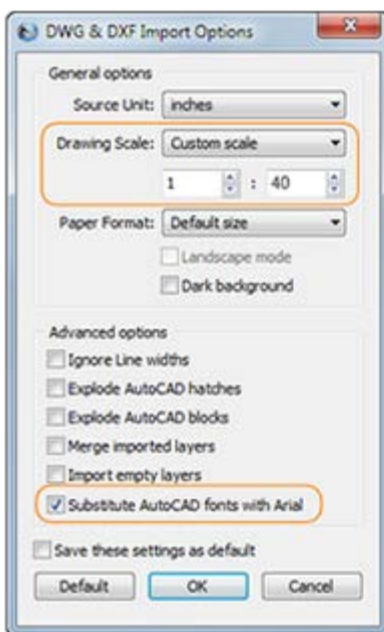 DWG & DXF Import Options
General options
Source Unit: inches
Drawing Scale: Custom scale
1 : 40
Paper Format: Default size
Landscape mode
Dark background
Advanced options
Ignore Line widths
Explode AutoCAD hatches
Explode AutoCAD blocks
Merge imported layers
Import empty layers
Substitute AutoCAD fonts with Arial
Save these settings as default
Default OK Cancel